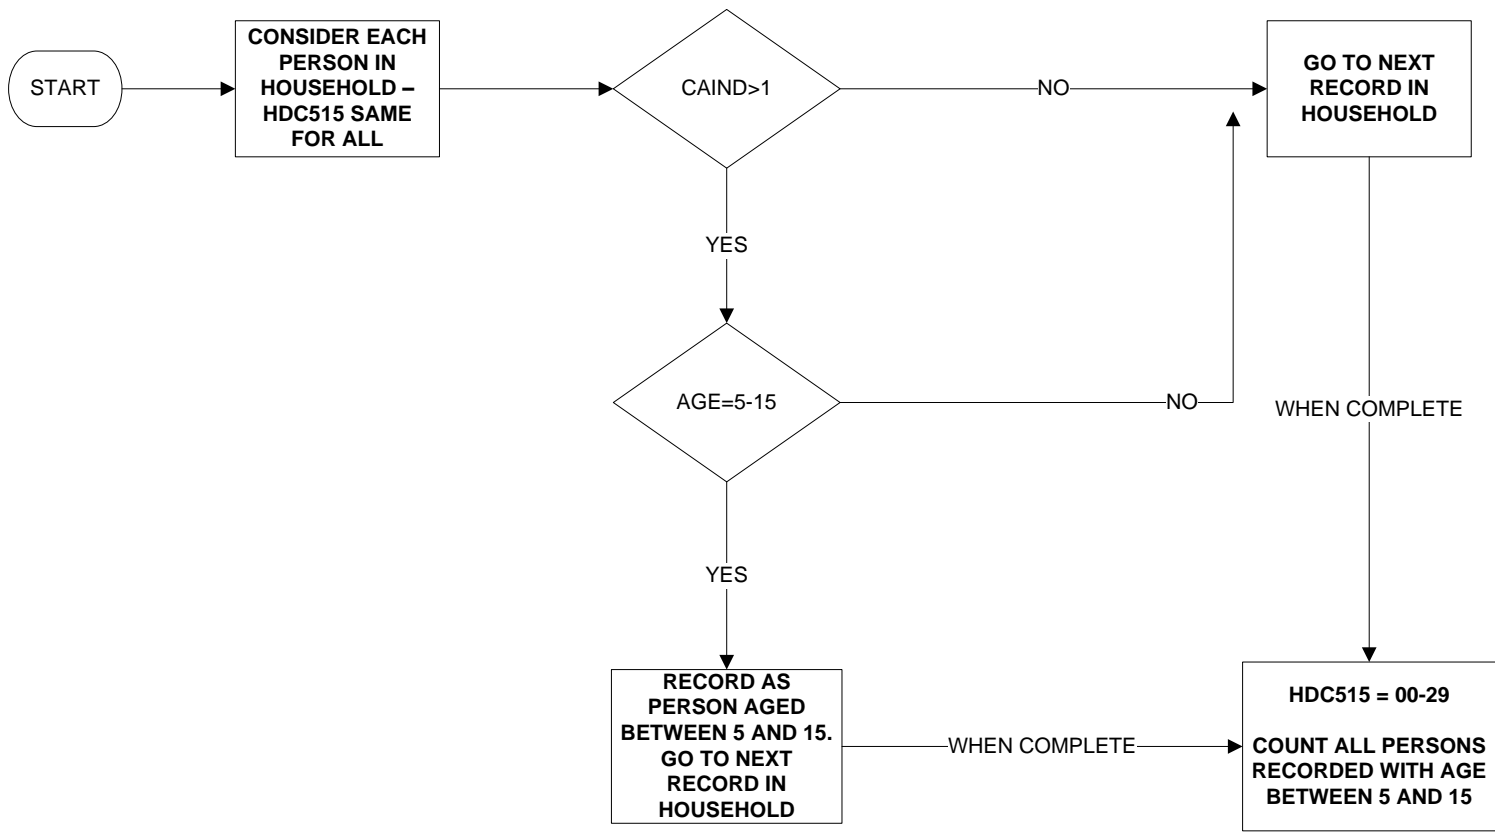 START
CONSIDER EACH
PERSON IN
HOUSEHOLD –
HDC515 SAME
FOR ALL
CAIND>1
NO
GO TO NEXT
RECORD IN
HOUSEHOLD
YES
AGE=5-15
NO
WHEN COMPLETE
YES
RECORD AS
PERSON AGED
BETWEEN 5 AND 15.
GO TO NEXT
RECORD IN
HOUSEHOLD
WHEN COMPLETE
HDC515 = 00-29
COUNT ALL PERSONS
RECORDED WITH AGE
BETWEEN 5 AND 15